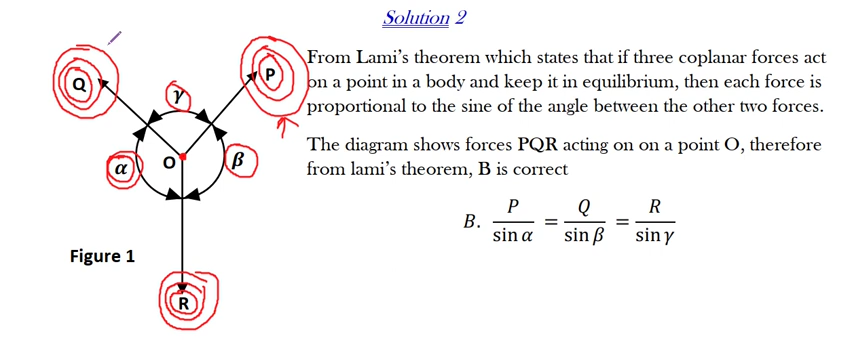 Solution 2
From Lami's theorem which states that if three coplanar forces act
on a point in a body and keep it in equilibrium, then each force is
proportional to the sine of the angle between the other two forces.
The diagram shows forces PQR acting on on a point O, therefore
from lami's theorem, B is correct
B. P/sin α = Q/sin β = R/sin γ
Q
P
γ
α
O
β
Figure 1
R